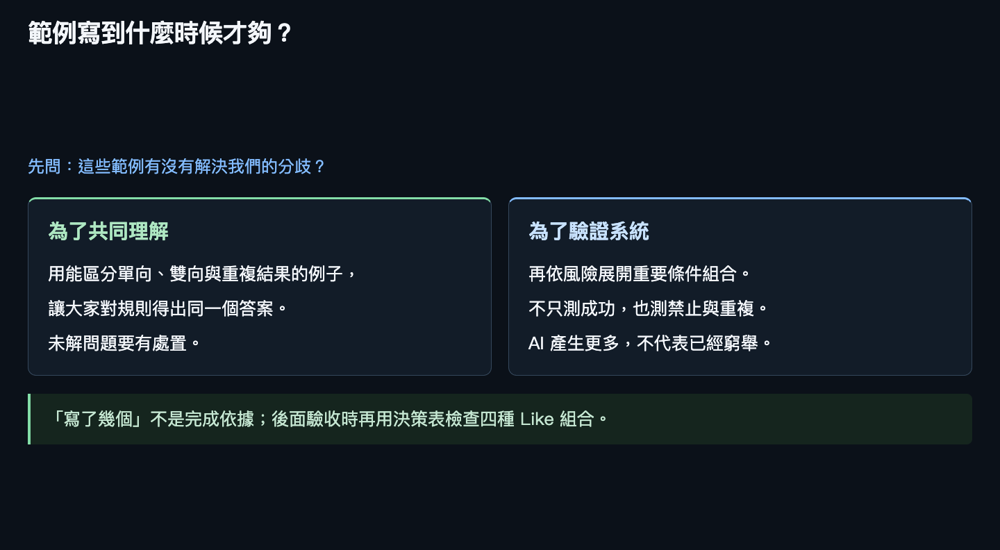 範例寫到什麼時候才夠？
先問：這些範例有沒有解決我們的分歧？
為了共同理解
用能區分單向、雙向與重複結果的例子，
讓大家對規則得出同一個答案。
未解問題要有處置。
為了驗證系統
再依風險展開重要條件組合。
不只測成功，也測禁止與重複。
AI 產生更多，不代表已經窮舉。
「寫了幾個」不是完成依據；後面驗收時再用決策表檢查四種 Like 組合。